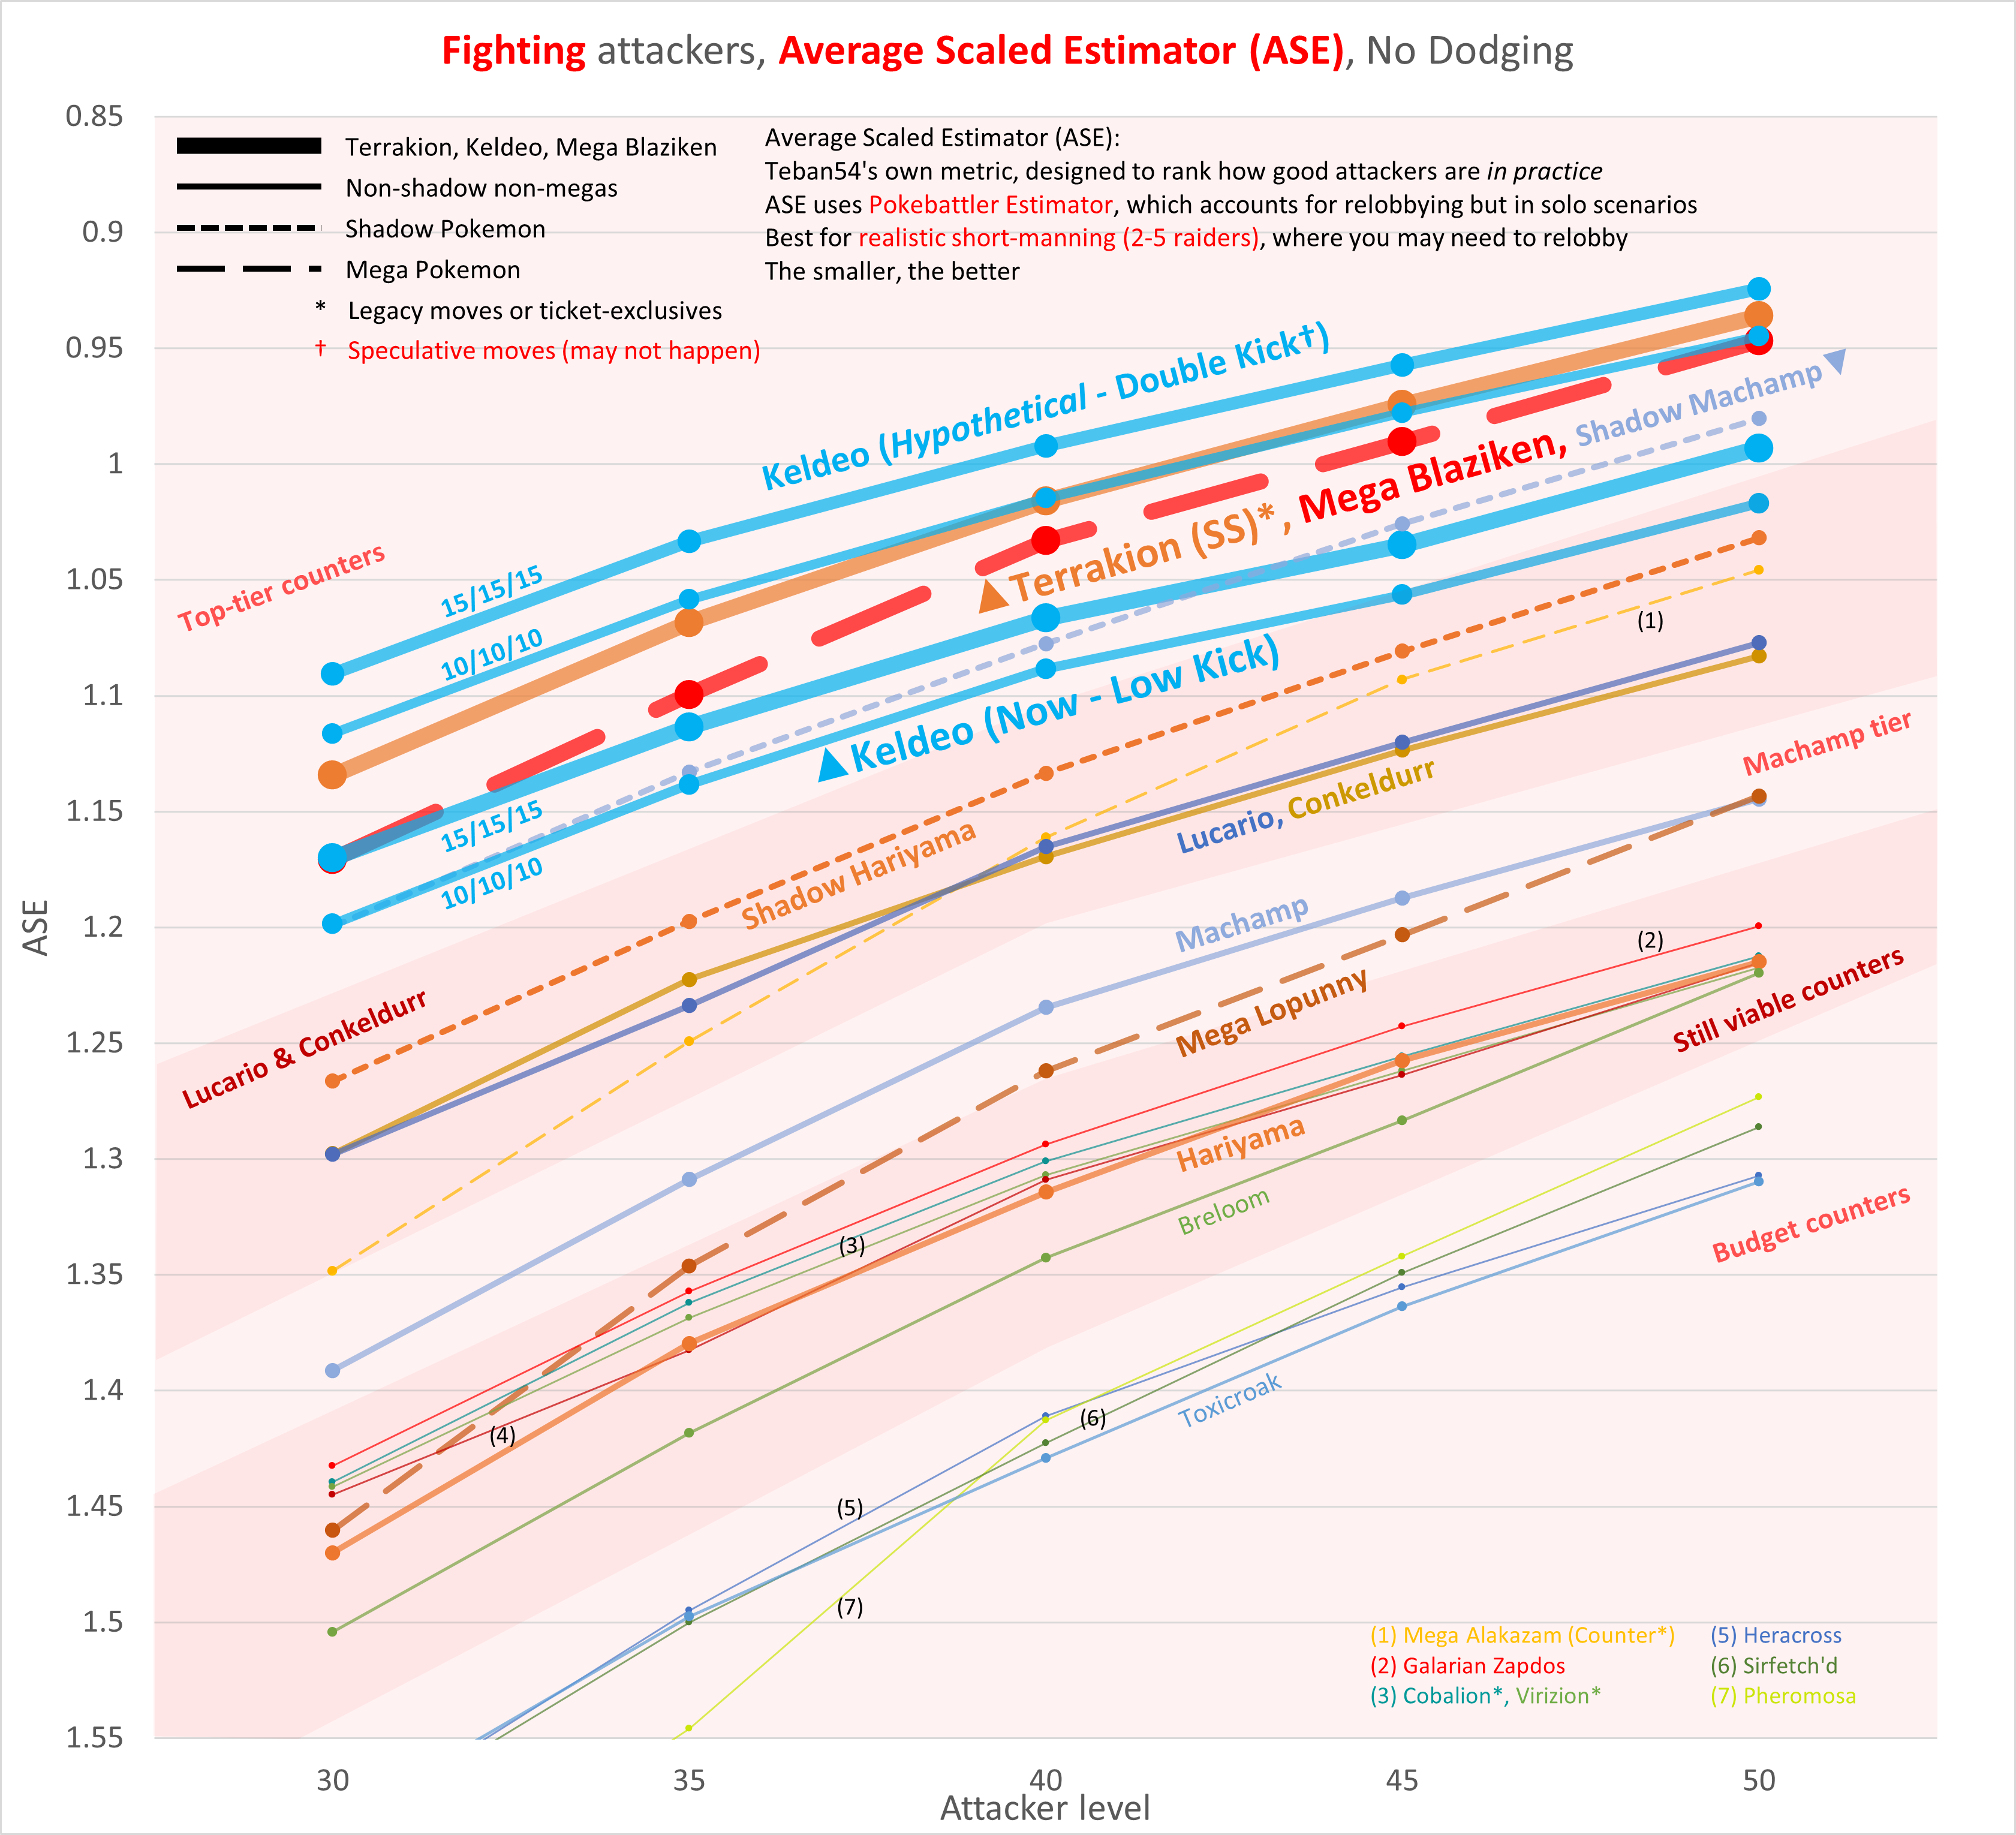 Fighting attackers, Average Scaled Estimator (ASE), No Dodging
0.85
0.9
0.95
1
1.05
1.1
1.15
1.2
1.25
1.3
1.35
1.4
1.45
1.5
1.55
ASE
Terrakion, Keldeo, Mega Blaziken
Non-shadow non-megas
Shadow Pokemon
Mega Pokemon
* Legacy moves or ticket-exclusives
† Speculative moves (may not happen)
Average Scaled Estimator (ASE):
Teban54's own metric, designed to rank how good attackers are in practice
ASE uses Pokebattler Estimator, which accounts for relobbying but in solo scenarios
Best for realistic short-manning (2-5 raiders), where you may need to relobby
The smaller, the better
Keldeo (Hypothetical - Double Kick†)
Shadow Machamp
Terrakion (SS)*, Mega Blaziken,
Top-tier counters
15/15/15
10/10/10
(1)
Keldeo (Now - Low Kick)
Machamp tier
15/15/15
10/10/10
Lucario, Conkeldurr
Shadow Hariyama
Machamp
(2)
Still viable counters
Lucario & Conkeldurr
Mega Lopunny
Hariyama
Breloom
(3)
Budget counters
Toxicroak
(4)
(6)
(5)
(7)
(1) Mega Alakazam (Counter*)
(2) Galarian Zapdos
(3) Cobalion*, Virizion*
(5) Heracross
(6) Sirfetch'd
(7) Pheromosa
30
35
40
45
50
Attacker level